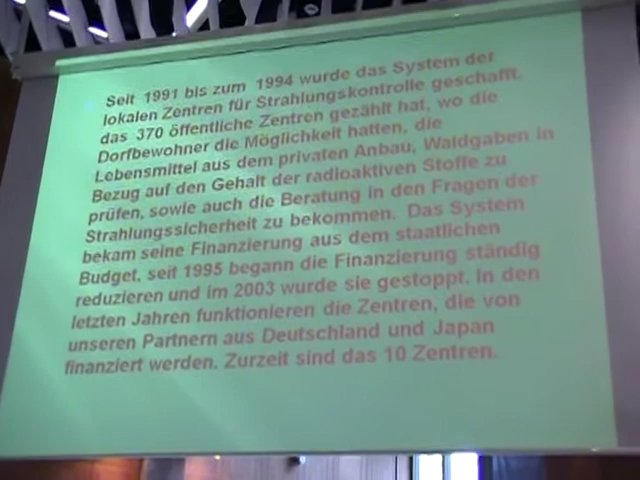 Seit 1991 bis zum 1994 wurde das System der
lokalen Zentren für Strahlungskontrolle geschafft,
das 370 öffentliche Zentren gezählt hat, wo die
Dorfbewohner die Möglichkeit hatten, die
Lebensmittel aus dem privaten Anbau, Waldgaben in
Bezug auf den Gehalt der radioaktiven Stoffe zu
prüfen, sowie auch die Beratung in den Fragen der
Strahlungssicherheit zu bekommen. Das System
bekam seine Finanzierung aus dem staatlichen
Budget, seit 1995 begann die Finanzierung ständig
reduzieren und im 2003 wurde sie gestoppt. In den
letzten Jahren funktionieren die Zentren, die von
unseren Partnern aus Deutschland und Japan
finanziert werden. Zurzeit sind das 10 Zentren.